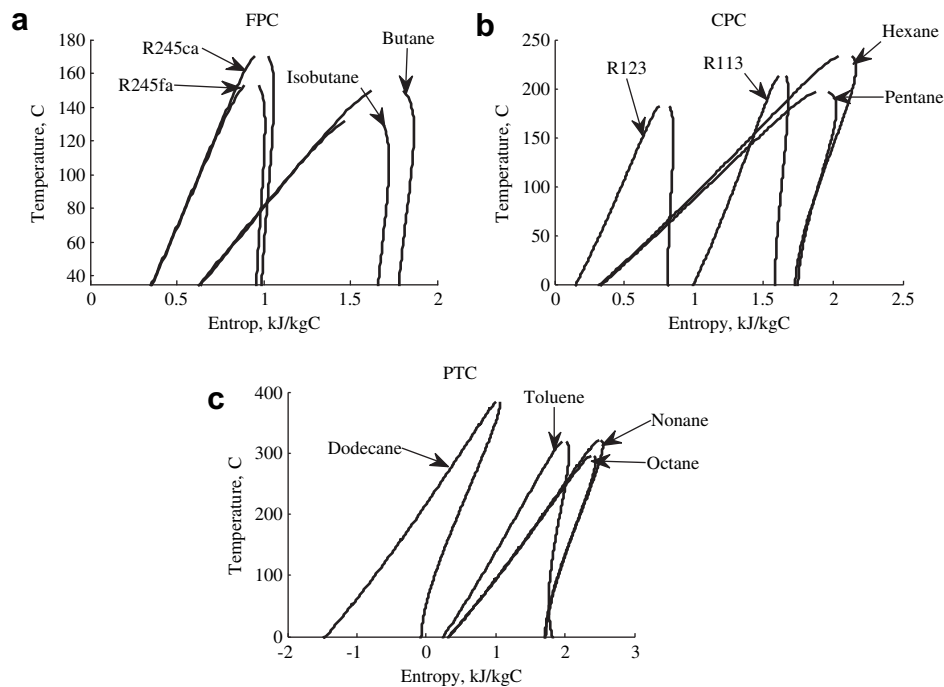 a
FPC
180
160
140
120
100
80
60
40
0
0.5
1
1.5
2
Temperature, C
Entrop, kJ/kgC
R245ca
R245fa
Isobutane
Butane
b
CPC
250
200
150
100
50
0
0
0.5
1
1.5
2
2.5
Temperature, C
Entropy, kJ/kgC
R123
R113
Hexane
Pentane
c
PTC
400
300
200
100
0
-2
-1
0
1
2
3
Temperature, C
Entropy, kJ/kgC
Dodecane
Toluene
Nonane
Octane